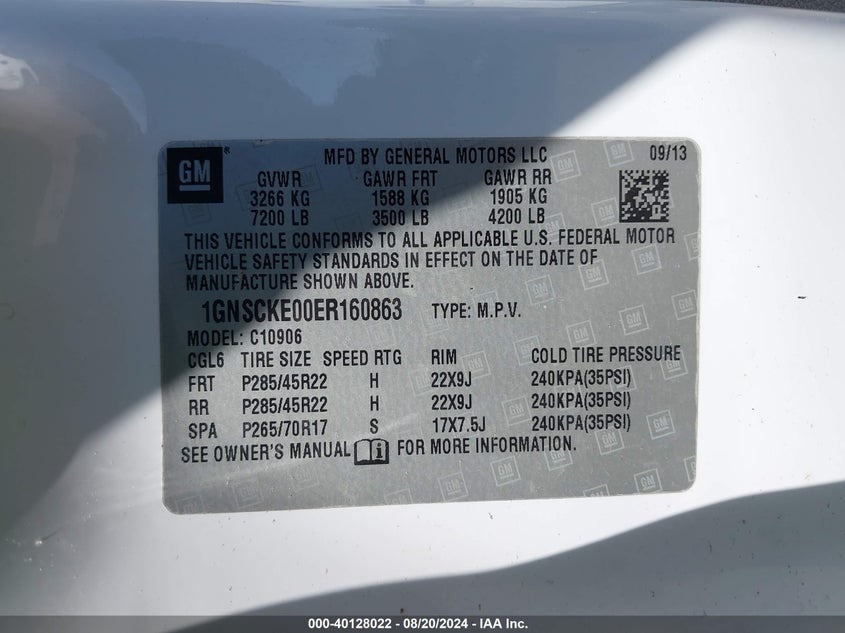 GM® MFD BY GENERAL MOTORS LLC 09/13
GVWR GAWR FRT GAWR RR
3266 KG 1588 KG 1905 KG
7200 LB 3500 LB 4200 LB
THIS VEHICLE CONFORMS TO ALL APPLICABLE U.S. FEDERAL MOTOR
VEHICLE SAFETY STANDARDS IN EFFECT ON THE DATE OF
MANUFACTURE SHOWN ABOVE.
1GNSCKE00ER160863 TYPE: M.P.V.
MODEL: C10906
CGL6 TIRE SIZE SPEED RTG RIM COLD TIRE PRESSURE
FRT P285/45R22 H 22X9J 240KPA(35PSI)
RR P285/45R22 H 22X9J 240KPA(35PSI)
SPA P265/70R17 S 17X7.5J 240KPA(35PSI)
SEE OWNER'S MANUAL FOR MORE INFORMATION.
000-40128022 - 08/20/2024 - IAA Inc.